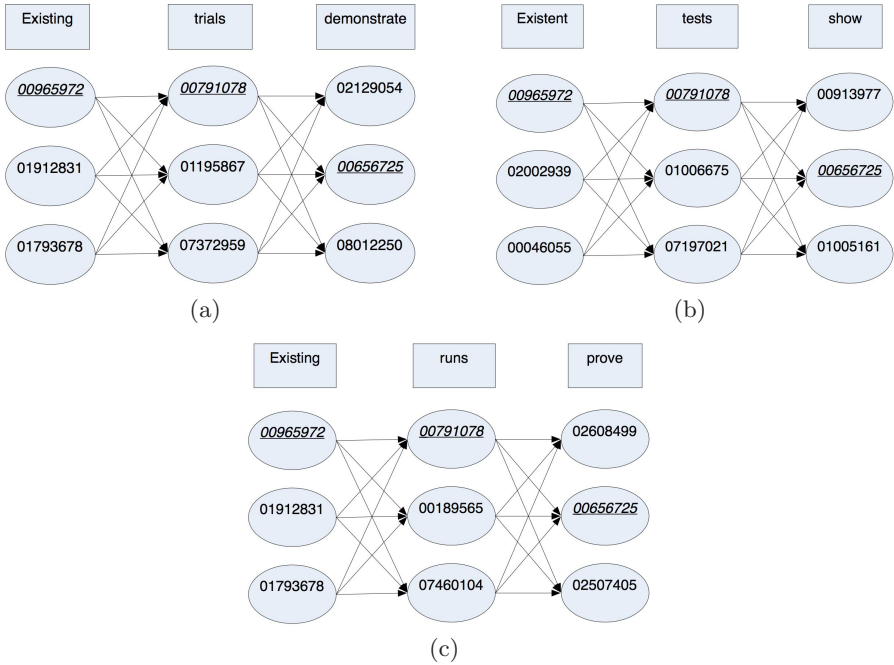 Existing trials demonstrate
00965972 00791078 02129054
01912831 01195867 00656725
01793678 07372959 08012250
(a)
Existent tests show
00965972 00791078 00913977
02002939 01006675 00656725
00046055 07197021 01005161
(b)
Existing runs prove
00965972 00791078 02608499
01912831 00189565 00656725
01793678 07460104 02507405
(c)